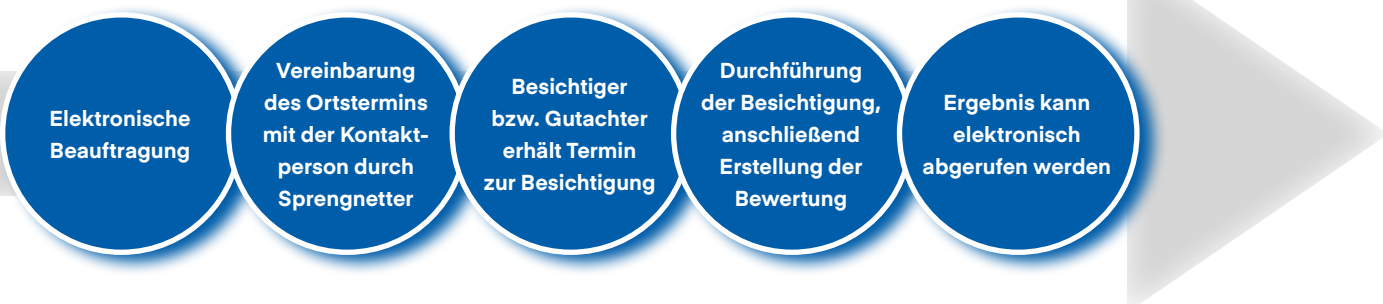 Elektronische
Beauftragung
Vereinbarung
des Ortstermins
mit der Kontakt-
person durch
Sprengnetter
Besichtiger
bzw. Gutachter
erhält Termin
zur Besichtigung
Durchführung
der Besichtigung,
anschließend
Erstellung der
Bewertung
Ergebnis kann
elektronisch
abgerufen werden